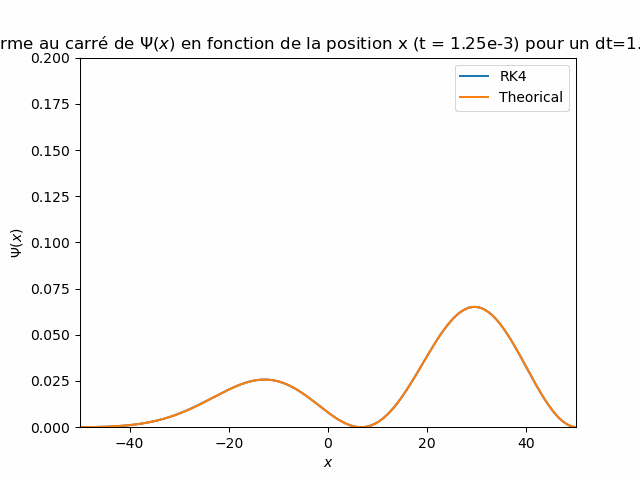 rme au carré de Ψ(x) en fonction de la position x (t = 1.25e-3) pour un dt=1.
0.200
0.175
0.150
0.125
0.100
0.075
0.050
0.025
0.000
Ψ(x)
RK4
Theorical
−40
−20
0
20
40
x